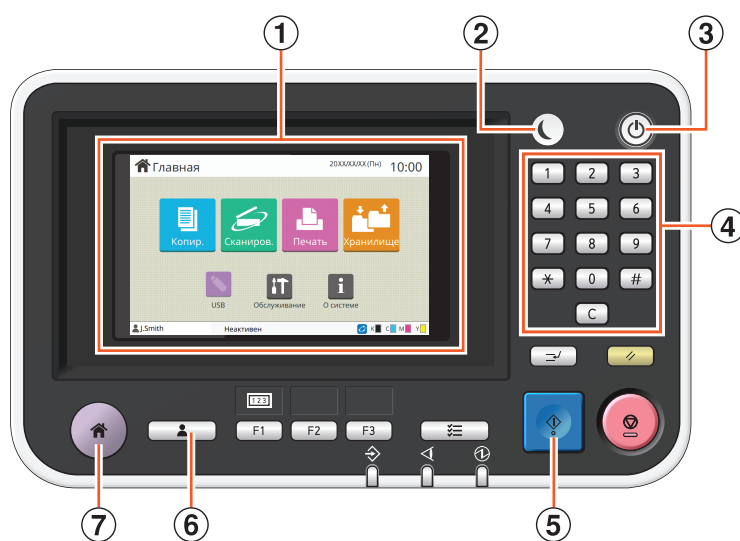 1 2 3
Главная 20XX/XX/XX (Пн) 10:00
1 2 3
4 5 6
4
7 8 9
* 0 #
C
Копир. Сканиров. Печать Хранилище
USB Обслуживание О системе
J.Smith Неактивен K C M Y
123
F1 F2 F3
7 6 5